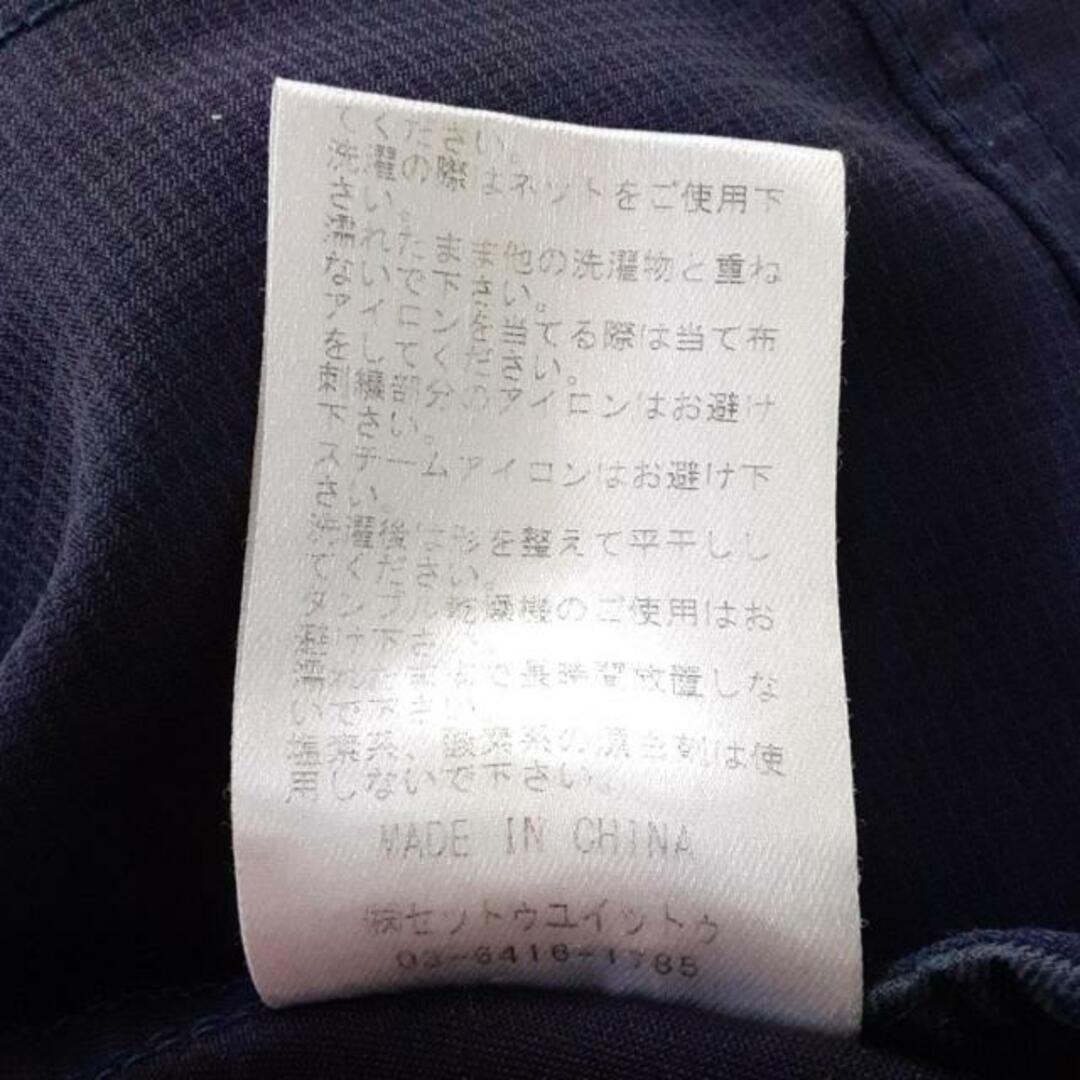 てください。
洗濯の際はネットをご使用下
さい。
濡れたまま他の洗濯物と重ね
ないで下さい。
アイロンを当てる際は当て布
をしてください。
刺繍部分のアイロンはお避け
下さい。
スチームアイロンはお避け下
さい。
洗濯後は形を整えて平干しし
てください。
タンブル乾燥機のご使用はお
避け下さい。
濡れたままで長時間放置しな
いで下さい。
塩素系、酸素系の漂白剤は使
用しないで下さい。
MADE IN CHINA
㈱セットゥユイットゥ
03-6416-1785